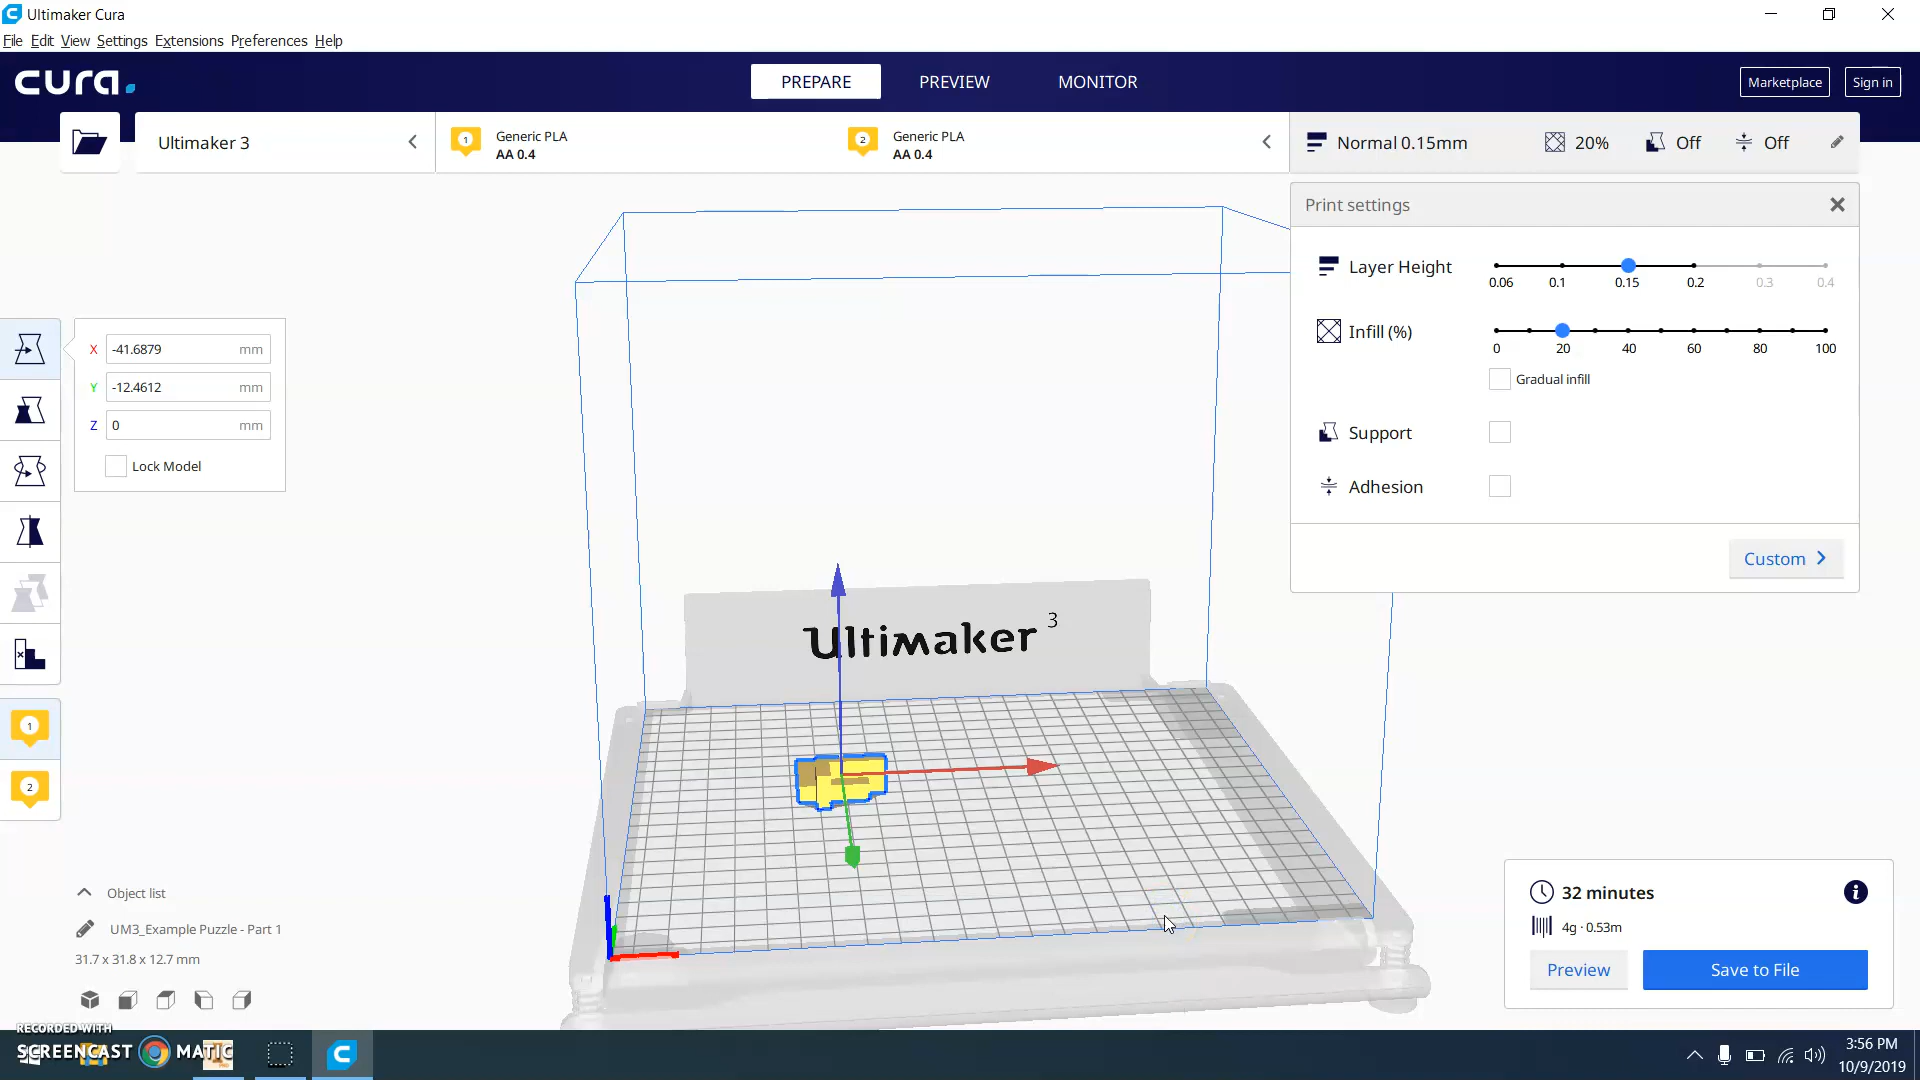 Ultimaker Cura
File Edit View Settings Extensions Preferences Help
cura.
PREPARE PREVIEW MONITOR
Marketplace Sign in
Ultimaker 3
1 Generic PLA
AA 0.4
2 Generic PLA
AA 0.4
Normal 0.15mm 20% Off Off
Print settings
Layer Height
0.06 0.1 0.15 0.2 0.3 0.4
Infill (%)
0 20 40 60 80 100
Gradual infill
Support
Adhesion
Custom
X -41.6879 mm
Y -12.4612 mm
Z 0 mm
Lock Model
1
2
Ultimaker 3
Object list
UM3_Example Puzzle - Part 1
31.7 x 31.8 x 12.7 mm
32 minutes
4g · 0.53m
Preview Save to File
RECORDED WITH
SCREENCAST MATIC
3:56 PM
10/9/2019